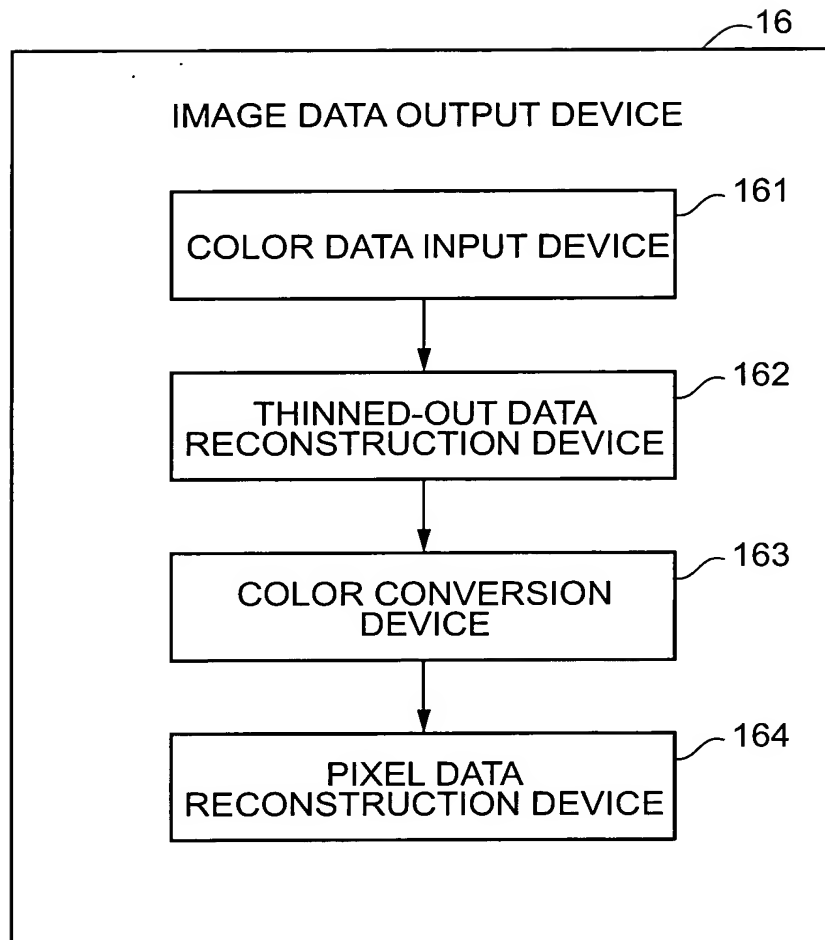 16
IMAGE DATA OUTPUT DEVICE
161
COLOR DATA INPUT DEVICE
162
THINNED-OUT DATA
RECONSTRUCTION DEVICE
163
COLOR CONVERSION
DEVICE
164
PIXEL DATA
RECONSTRUCTION DEVICE